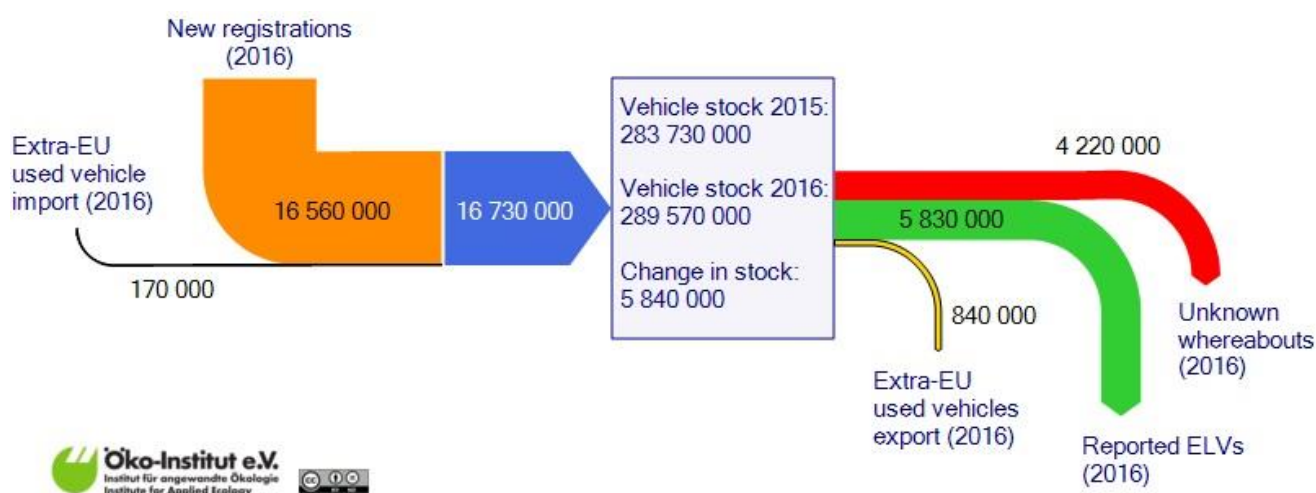 New registrations
(2016)
Extra-EU
used vehicle
import (2016)
16 560 000
170 000
16 730 000
Vehicle stock 2015:
283 730 000
Vehicle stock 2016:
289 570 000
Change in stock:
5 840 000
4 220 000
5 830 000
840 000
Unknown
whereabouts
(2016)
Extra-EU
used vehicles
export (2016)
Reported ELVs
(2016)
Öko-Institut e.V.
Institut für angewandte Ökologie
Institute for Applied Ecology